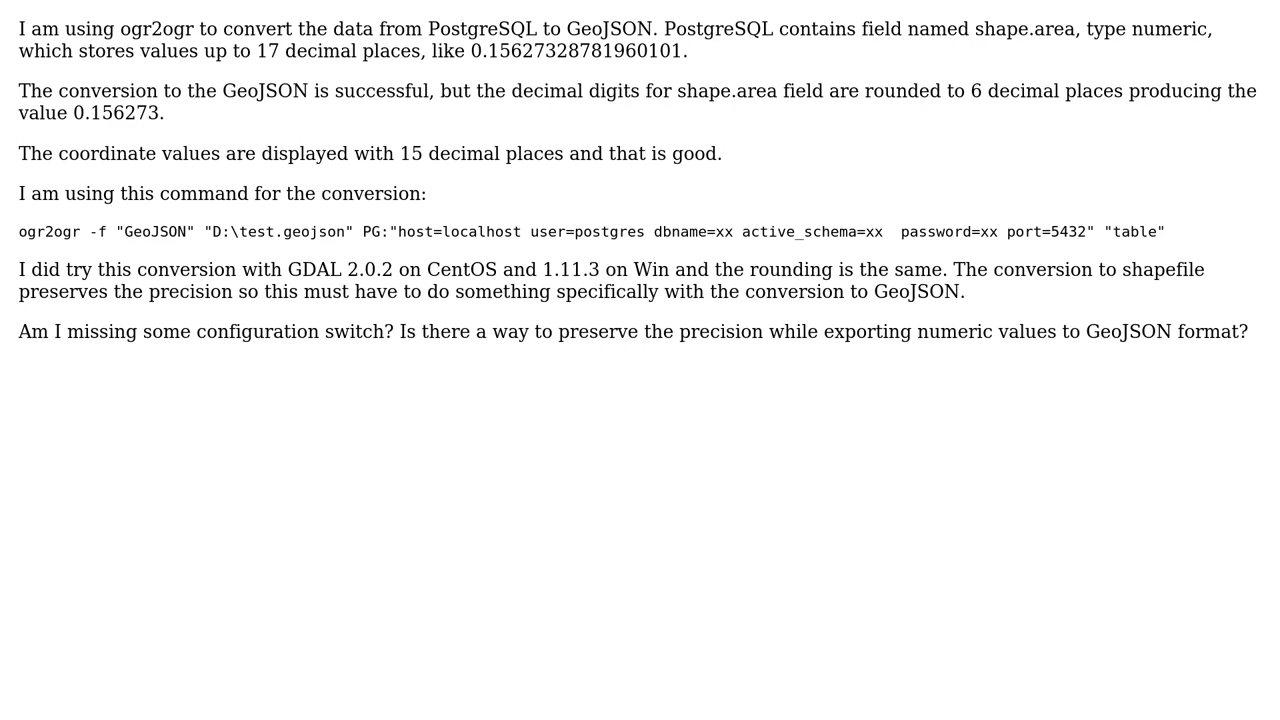 I am using ogr2ogr to convert the data from PostgreSQL to GeoJSON. PostgreSQL contains field named shape.area, type numeric,
which stores values up to 17 decimal places, like 0.15627328781960101.
The conversion to the GeoJSON is successful, but the decimal digits for shape.area field are rounded to 6 decimal places producing the
value 0.156273.
The coordinate values are displayed with 15 decimal places and that is good.
I am using this command for the conversion:
ogr2ogr -f "GeoJSON" "D:\test.geojson" PG:"host=localhost user=postgres dbname=xx active_schema=xx  password=xx port=5432" "table"
I did try this conversion with GDAL 2.0.2 on CentOS and 1.11.3 on Win and the rounding is the same. The conversion to shapefile
preserves the precision so this must have to do something specifically with the conversion to GeoJSON.
Am I missing some configuration switch? Is there a way to preserve the precision while exporting numeric values to GeoJSON format?